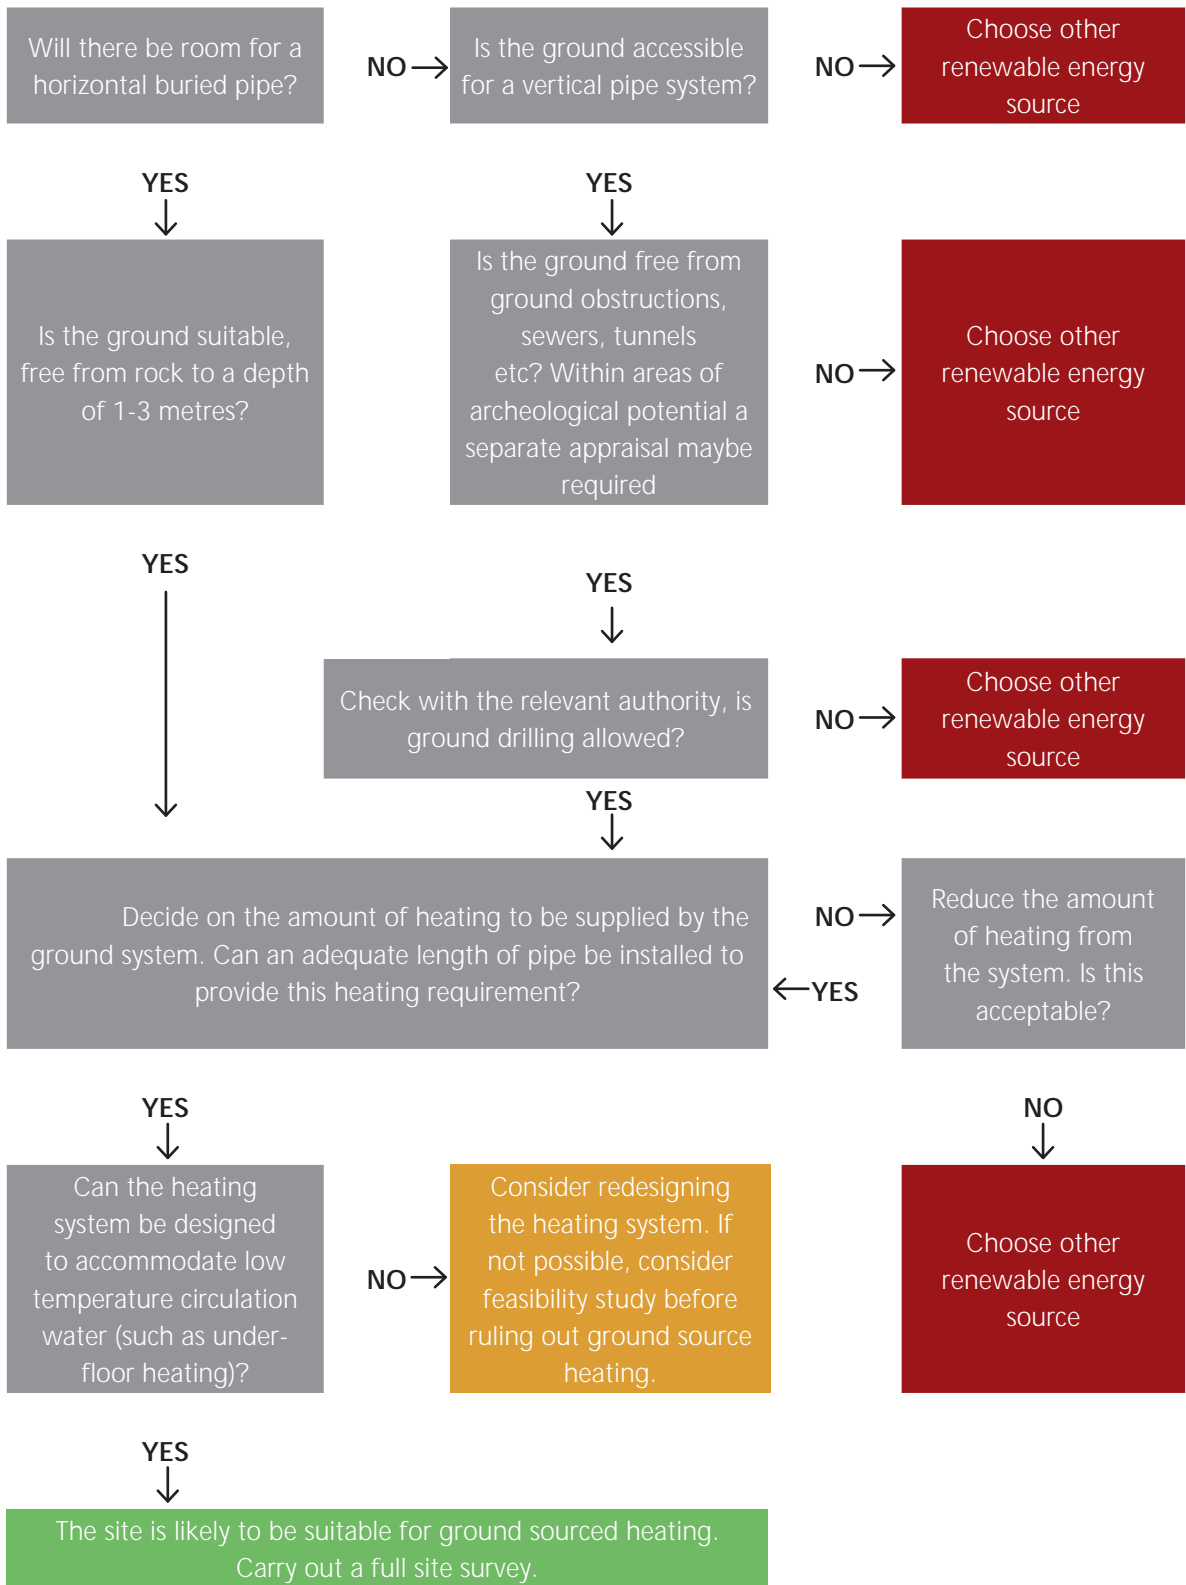 Will there be room for a
horizontal buried pipe?
NO
Is the ground accessible
for a vertical pipe system?
NO
Choose other
renewable energy
source
YES
YES
Is the ground suitable,
free from rock to a depth
of 1-3 metres?
Is the ground free from
ground obstructions,
sewers, tunnels
etc? Within areas of
archeological potential a
separate appraisal maybe
required
NO
Choose other
renewable energy
source
YES
YES
Check with the relevant authority, is
ground drilling allowed?
NO
Choose other
renewable energy
source
YES
Decide on the amount of heating to be supplied by the
ground system. Can an adequate length of pipe be installed to
provide this heating requirement?
NO
YES
Reduce the amount
of heating from
the system. Is this
acceptable?
YES
NO
Can the heating
system be designed
to accommodate low
temperature circulation
water (such as under-
floor heating)?
NO
Consider redesigning
the heating system. If
not possible, consider
feasibility study before
ruling out ground source
heating.
Choose other
renewable energy
source
YES
The site is likely to be suitable for ground sourced heating.
Carry out a full site survey.